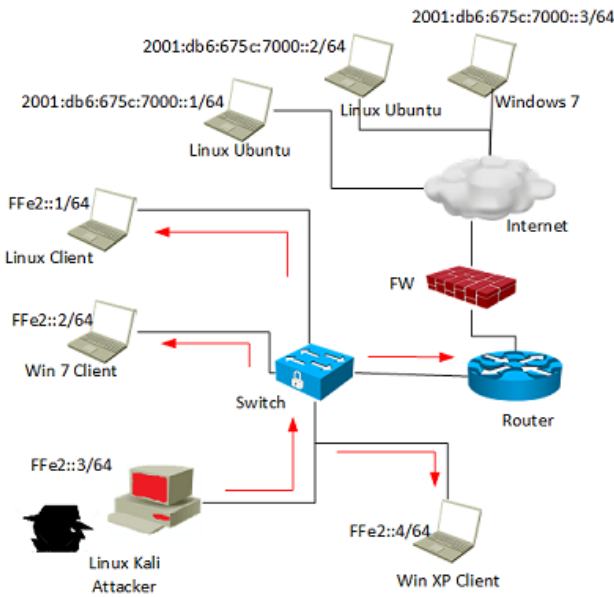 2001:db6:675c:7000::3/64
2001:db6:675c:7000::2/64
2001:db6:675c:7000::1/64
Linux Ubuntu
Windows 7
Linux Ubuntu
FFe2::1/64
Internet
Linux Client
FW
FFe2::2/64
Win 7 Client
Switch
Router
FFe2::3/64
FFe2::4/64
Linux Kali
Attacker
Win XP Client